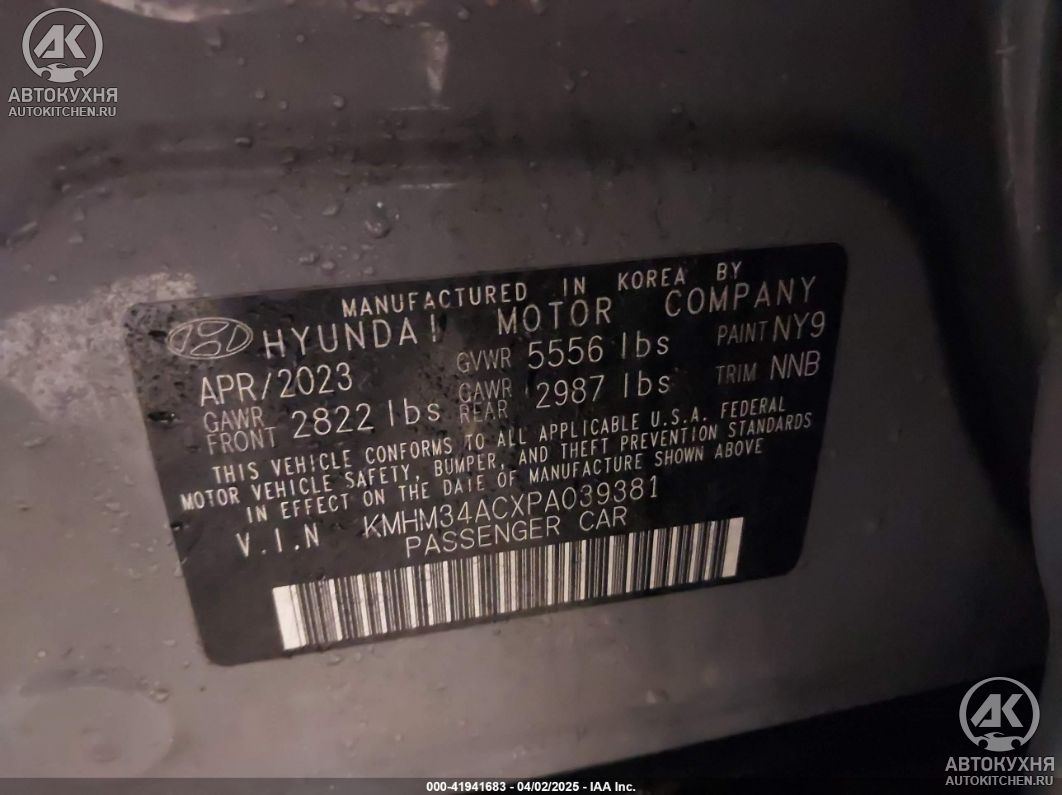 АВТОКУХНЯ
AUTOKITCHEN.RU
MANUFACTURED IN KOREA BY
HYUNDAI MOTOR COMPANY
APR/2023 GVWR 5556 lbs PAINT NY9
GAWR FRONT 2822 lbs GAWR REAR 2987 lbs TRIM NNB
THIS VEHICLE CONFORMS TO ALL APPLICABLE U.S.A. FEDERAL
MOTOR VEHICLE SAFETY, BUMPER, AND THEFT PREVENTION STANDARDS
IN EFFECT ON THE DATE OF MANUFACTURE SHOWN ABOVE
V.I.N KMHM34ACXPA039381
PASSENGER CAR
АВТОКУХНЯ
AUTOKITCHEN.RU
000-41941683 - 04/02/2025 - IAA Inc.